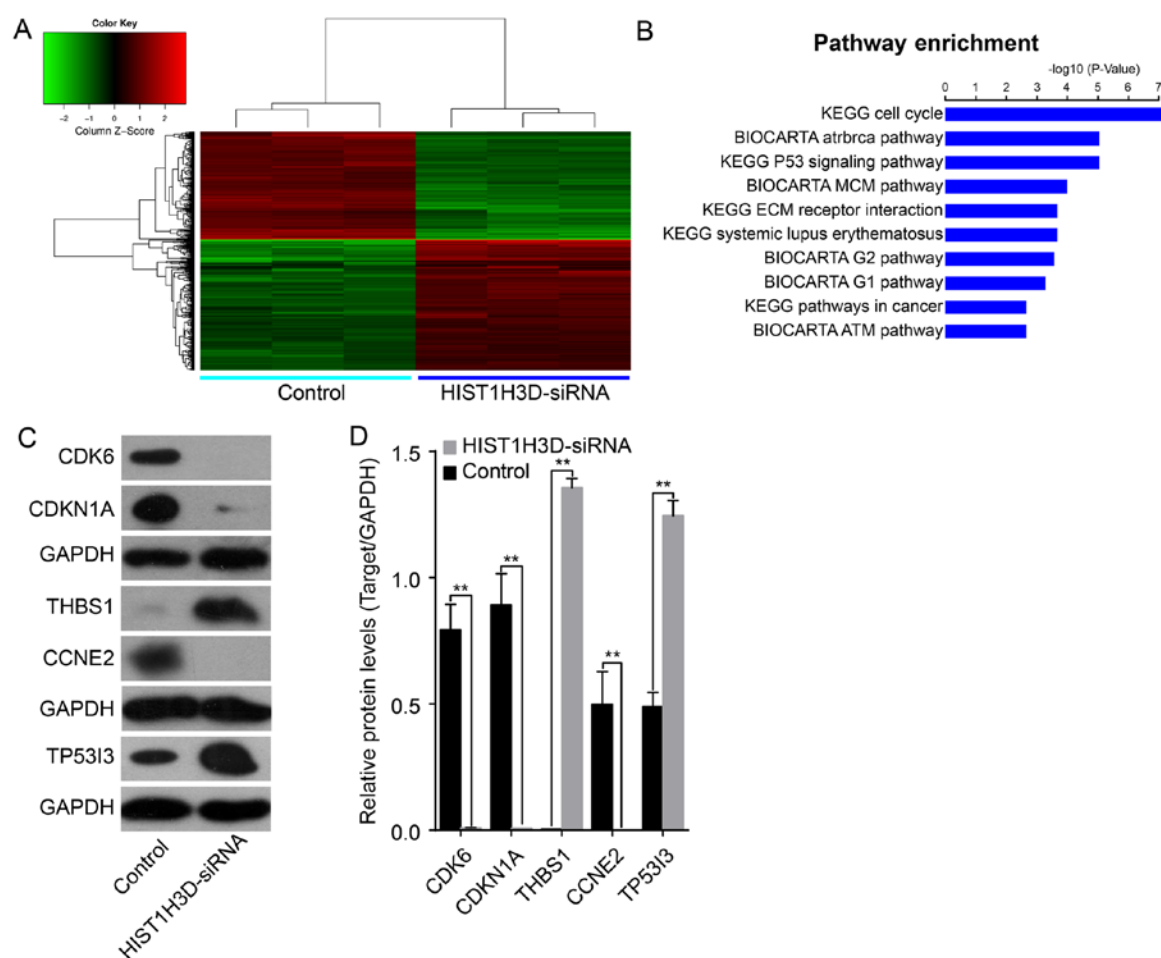 A
Color Key
-2 -1 0 1 2
Column Z-Score
Control
HIST1H3D-siRNA
B
Pathway enrichment
-log10 (P-Value)
0 1 2 3 4 5 6 7
KEGG cell cycle
BIOCARTA atrbrca pathway
KEGG P53 signaling pathway
BIOCARTA MCM pathway
KEGG ECM receptor interaction
KEGG systemic lupus erythematosus
BIOCARTA G2 pathway
BIOCARTA G1 pathway
KEGG pathways in cancer
BIOCARTA ATM pathway
C
CDK6
CDKN1A
GAPDH
THBS1
CCNE2
GAPDH
TP53I3
GAPDH
Control
HIST1H3D-siRNA
D
HIST1H3D-siRNA
Control
Relative protein levels (Target/GAPDH)
1.5
1.0
0.5
0.0
**
**
**
**
**
CDK6
CDKN1A
THBS1
CCNE2
TP53I3